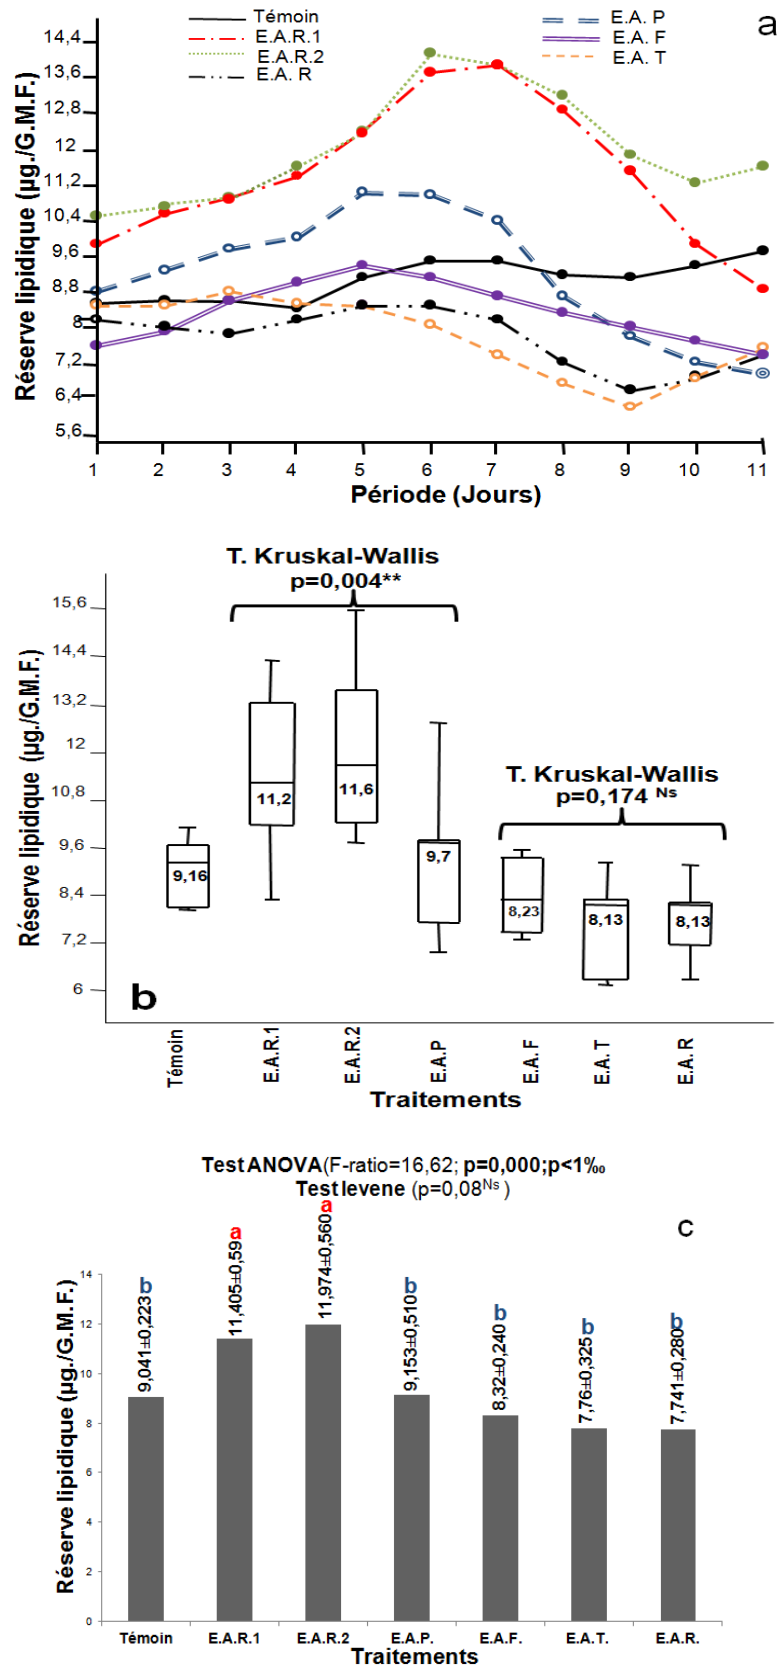 Témoin
E.A.R.1
E.A.R.2
E.A. R
E.A. P
E.A. F
E.A. T
a
Réserve lipidique (µg./G.M.F.)
14,4
13,6
12,8
12
11,2
10,4
9,6
8,8
8
7,2
6,4
5,6
1 2 3 4 5 6 7 8 9 10 11
Période (Jours)
T. Kruskal-Wallis
p=0,004**
Réserve lipidique (µg./G.M.F.)
15,6
14,4
13,2
12
10,8
9,6
8,4
7,2
6
T. Kruskal-Wallis
p=0,174 Ns
9,16
11,2
11,6
9,7
8,23
8,13
8,13
b
Témoin
E.A.R.1
E.A.R.2
E.A.P
E.A. F
E.A. T
E.A. R
Traitements
Test ANOVA(F-ratio=16,62; p=0,000;p<1‰
Test levene (p=0,08Ns)
c
Réserve lipidique (µg./G.M.F.)
14
12
10
8
6
4
2
0
9,041±0,223 b
11,405±0,59 a
11,974±0,560 a
9,153±0,510 b
8,32±0,240 b
7,76±0,325 b
7,741±0,280 b
Témoin E.A.R.1 E.A.R.2 E.A.P. E.A.F. E.A.T. E.A.R.
Traitements